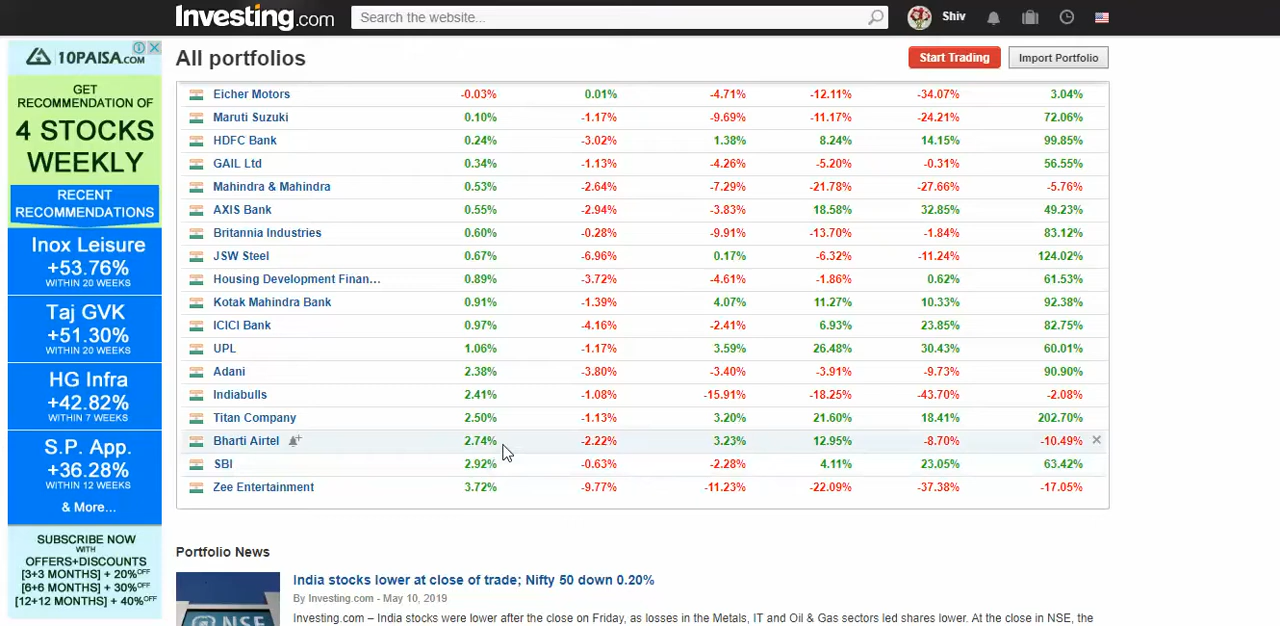 Investing.com
Search the website...
Shiv
10PAISA.COM
GET
RECOMMENDATION OF
4 STOCKS
WEEKLY
RECENT
RECOMMENDATIONS
Inox Leisure
+53.76%
WITHIN 20 WEEKS
Taj GVK
+51.30%
WITHIN 20 WEEKS
HG Infra
+42.82%
WITHIN 7 WEEKS
S.P. App.
+36.28%
WITHIN 12 WEEKS
& More...
SUBSCRIBE NOW
WITH
OFFERS+DISCOUNTS
[3+3 MONTHS] + 20%OFF
[6+6 MONTHS] + 30%OFF
[12+12 MONTHS] + 40%OFF
All portfolios
Start Trading
Import Portfolio
Eicher Motors -0.03% 0.01% -4.71% -12.11% -34.07% 3.04%
Maruti Suzuki 0.10% -1.17% -9.69% -11.17% -24.21% 72.06%
HDFC Bank 0.24% -3.02% 1.38% 8.24% 14.15% 99.85%
GAIL Ltd 0.34% -1.13% -4.26% -5.20% -0.31% 56.55%
Mahindra & Mahindra 0.53% -2.64% -7.29% -21.78% -27.66% -5.76%
AXIS Bank 0.55% -2.94% -3.83% 18.58% 32.85% 49.23%
Britannia Industries 0.60% -0.28% -9.91% -13.70% -1.84% 83.12%
JSW Steel 0.67% -6.96% 0.17% -6.32% -11.24% 124.02%
Housing Development Finan... 0.89% -3.72% -4.61% -1.86% 0.62% 61.53%
Kotak Mahindra Bank 0.91% -1.39% 4.07% 11.27% 10.33% 92.38%
ICICI Bank 0.97% -4.16% -2.41% 6.93% 23.85% 82.75%
UPL 1.06% -1.17% 3.59% 26.48% 30.43% 60.01%
Adani 2.38% -3.80% -3.40% -3.91% -9.73% 90.90%
Indiabulls 2.41% -1.08% -15.91% -18.25% -43.70% -2.08%
Titan Company 2.50% -1.13% 3.20% 21.60% 18.41% 202.70%
Bharti Airtel 2.74% -2.22% 3.23% 12.95% -8.70% -10.49%
SBI 2.92% -0.63% -2.28% 4.11% 23.05% 63.42%
Zee Entertainment 3.72% -9.77% -11.23% -22.09% -37.38% -17.05%
Portfolio News
NSE
India stocks lower at close of trade; Nifty 50 down 0.20%
By Investing.com - May 10, 2019
Investing.com – India stocks were lower after the close on Friday, as losses in the Metals, IT and Oil & Gas sectors led shares lower. At the close in NSE, the